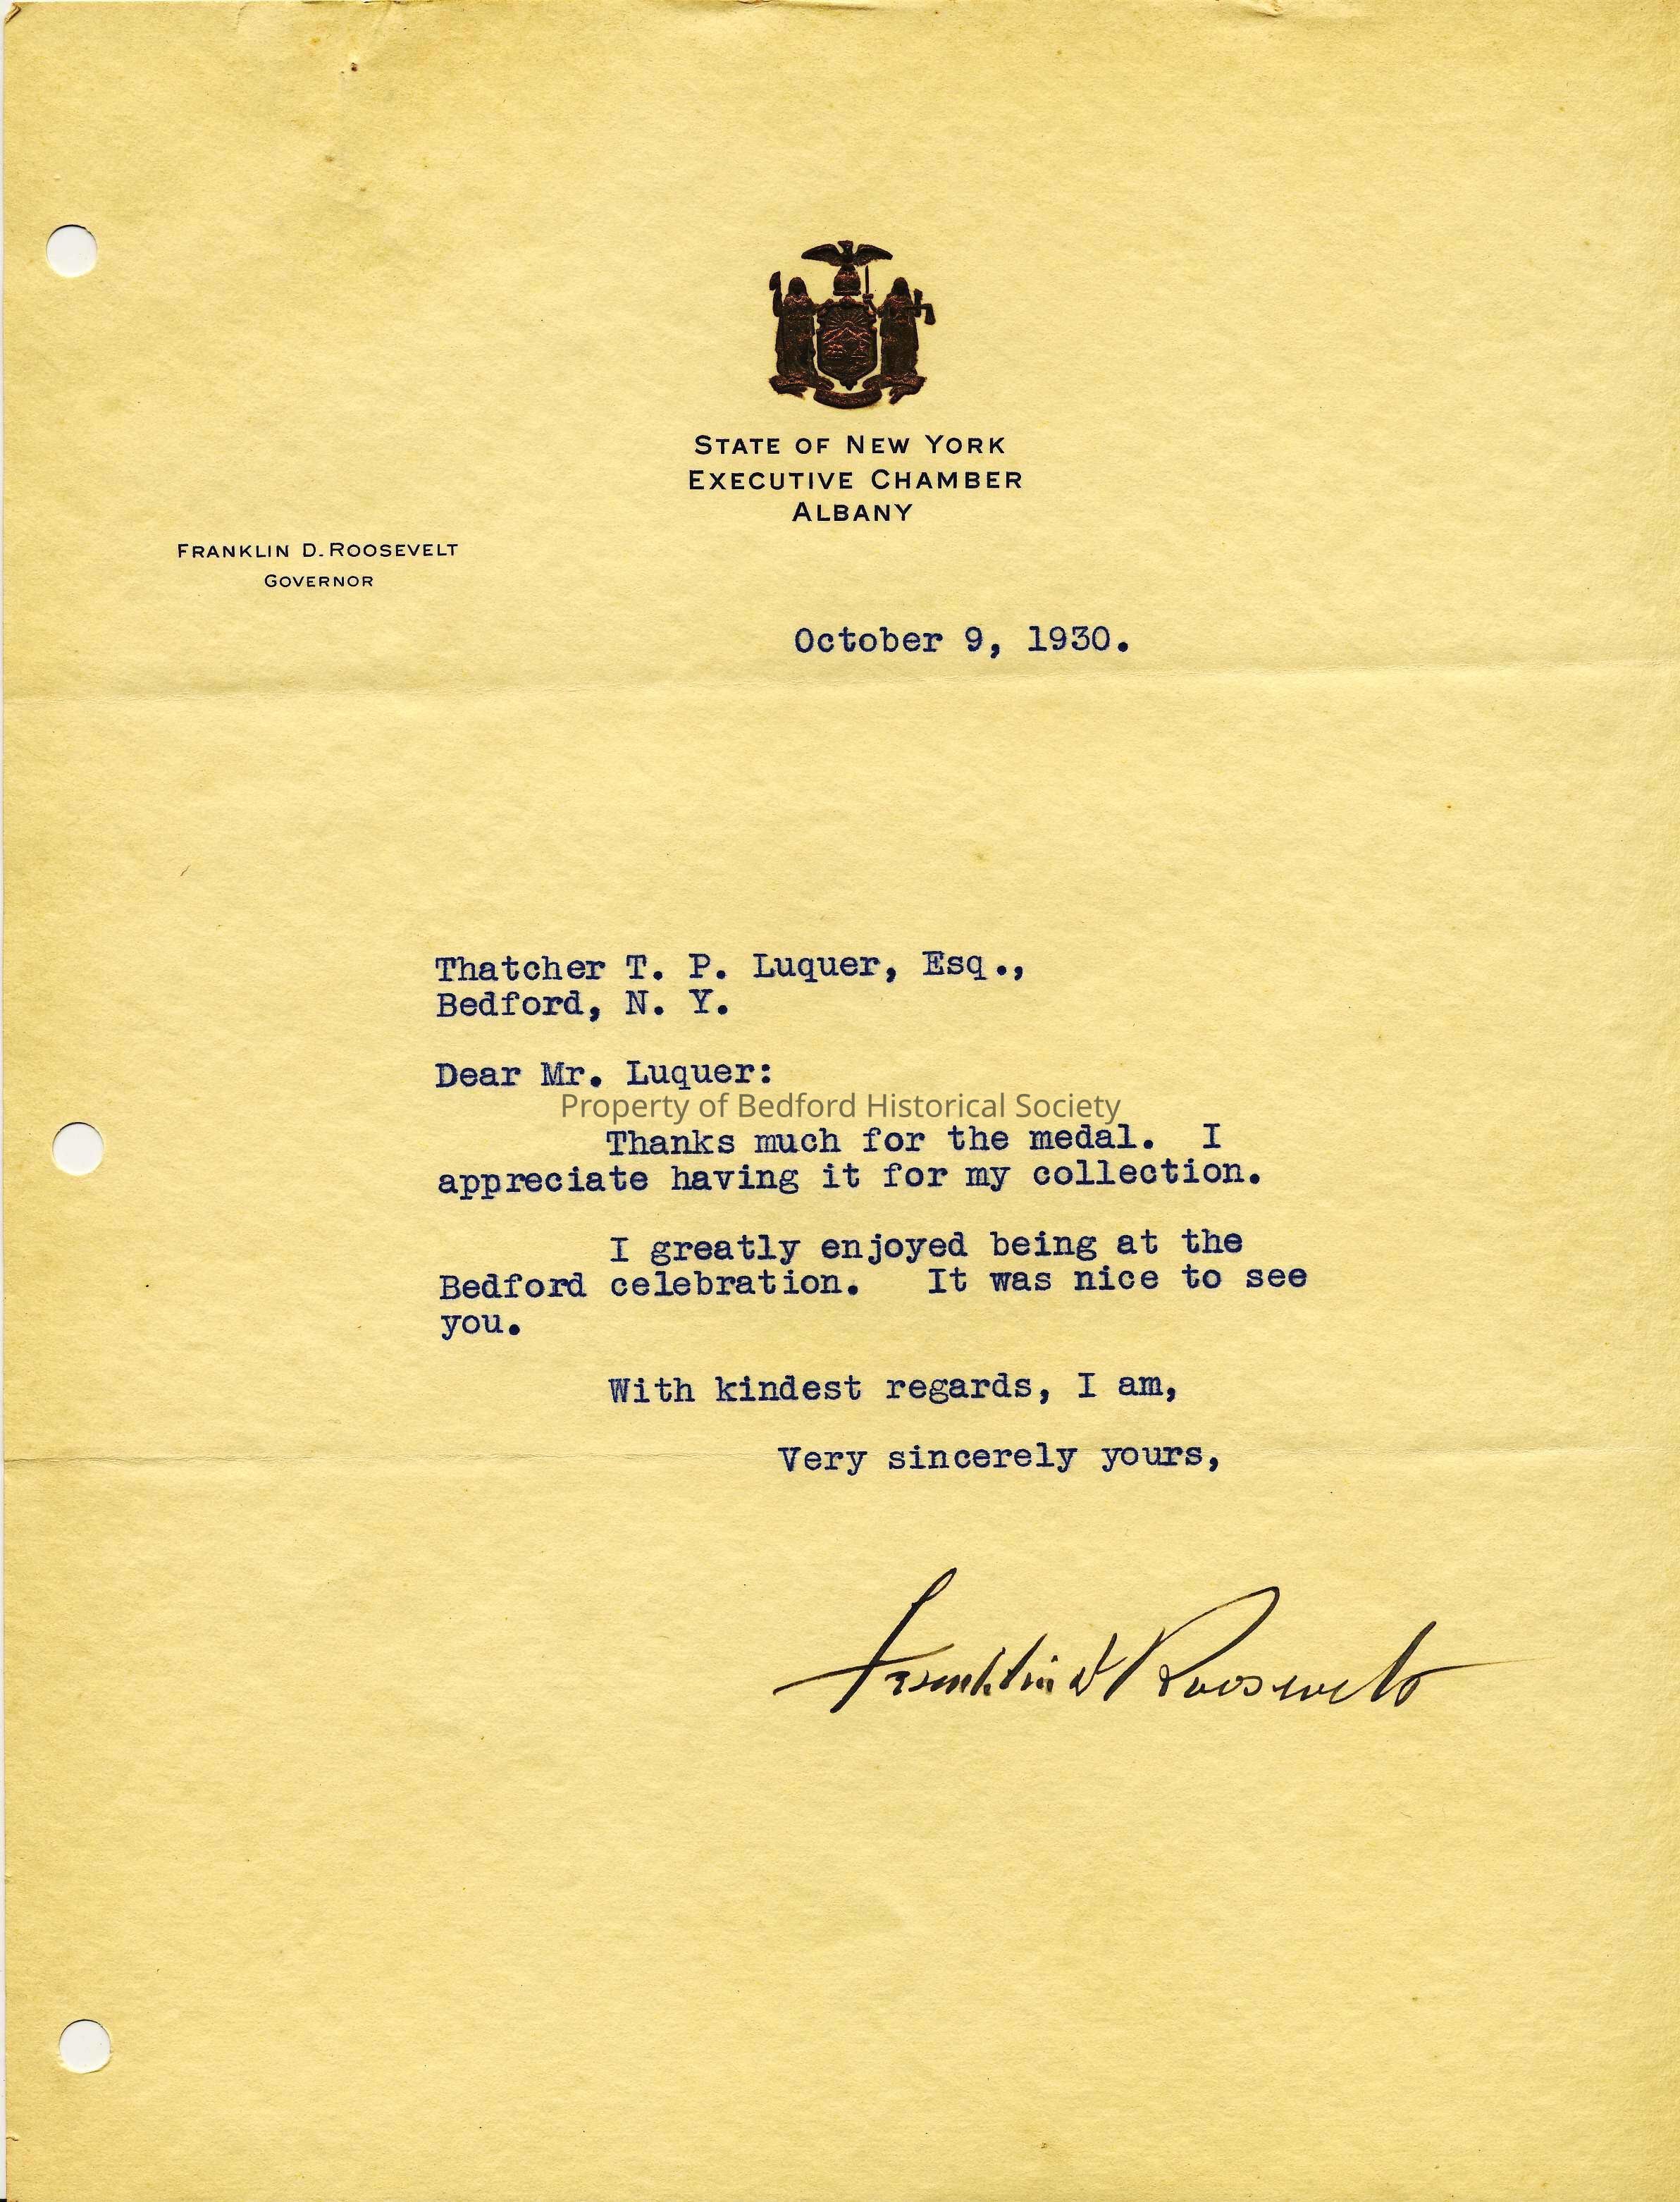 STATE OF NEW YORK
EXECUTIVE CHAMBER
ALBANY
FRANKLIN D. ROOSEVELT
GOVERNOR
October 9, 1930.
Thatcher T. P. Luquer, Esq.,
Bedford, N. Y.
Dear Mr. Luquer:
Property of Bedford Historical Society
Thanks much for the medal. I
appreciate having it for my collection.
I greatly enjoyed being at the
Bedford celebration. It was nice to see
you.
With kindest regards, I am,
Very sincerely yours,
Franklin D Roosevelt